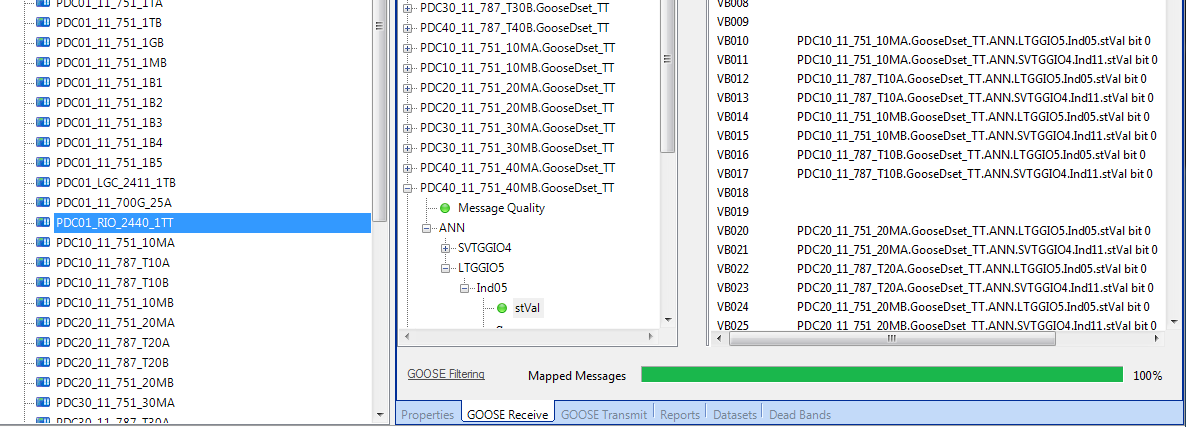 PDC01_11_751_1TA
PDC01_11_751_1TB
PDC01_11_751_1GB
PDC01_11_751_1MB
PDC01_11_751_1B1
PDC01_11_751_1B2
PDC01_11_751_1B3
PDC01_11_751_1B4
PDC01_11_751_1B5
PDC01_LGC_2411_1TB
PDC01_11_700G_25A
PDC01_RIO_2440_1TT
PDC10_11_751_10MA
PDC10_11_787_T10A
PDC10_11_787_T10B
PDC10_11_751_10MB
PDC20_11_751_20MA
PDC20_11_787_T20A
PDC20_11_787_T20B
PDC20_11_751_20MB
PDC30_11_751_30MA
PDC30_11_787_T30A
PDC30_11_787_T30B.GooseDset_TT
PDC40_11_787_T40B.GooseDset_TT
PDC10_11_751_10MA.GooseDset_TT
PDC10_11_751_10MB.GooseDset_TT
PDC20_11_751_20MA.GooseDset_TT
PDC20_11_751_20MB.GooseDset_TT
PDC30_11_751_30MA.GooseDset_TT
PDC30_11_751_30MB.GooseDset_TT
PDC40_11_751_40MA.GooseDset_TT
PDC40_11_751_40MB.GooseDset_TT
Message Quality
ANN
SVTGGIO4
LTGGIO5
Ind05
stVal
VB008
VB009
VB010 PDC10_11_751_10MA.GooseDset_TT.ANN.LTGGIO5.Ind05.stVal bit 0
VB011 PDC10_11_751_10MA.GooseDset_TT.ANN.SVTGGIO4.Ind11.stVal bit 0
VB012 PDC10_11_787_T10A.GooseDset_TT.ANN.LTGGIO5.Ind05.stVal bit 0
VB013 PDC10_11_787_T10A.GooseDset_TT.ANN.SVTGGIO4.Ind11.stVal bit 0
VB014 PDC10_11_751_10MB.GooseDset_TT.ANN.LTGGIO5.Ind05.stVal bit 0
VB015 PDC10_11_751_10MB.GooseDset_TT.ANN.SVTGGIO4.Ind11.stVal bit 0
VB016 PDC10_11_787_T10B.GooseDset_TT.ANN.LTGGIO5.Ind05.stVal bit 0
VB017 PDC10_11_787_T10B.GooseDset_TT.ANN.SVTGGIO4.Ind11.stVal bit 0
VB018
VB019
VB020 PDC20_11_751_20MA.GooseDset_TT.ANN.LTGGIO5.Ind05.stVal bit 0
VB021 PDC20_11_751_20MA.GooseDset_TT.ANN.SVTGGIO4.Ind11.stVal bit 0
VB022 PDC20_11_787_T20A.GooseDset_TT.ANN.LTGGIO5.Ind05.stVal bit 0
VB023 PDC20_11_787_T20A.GooseDset_TT.ANN.SVTGGIO4.Ind11.stVal bit 0
VB024 PDC20_11_751_20MB.GooseDset_TT.ANN.LTGGIO5.Ind05.stVal bit 0
VB025 PDC20_11_751_20MB.GooseDset_TT.ANN.SVTGGIO4.Ind11.stVal bit 0
GOOSE Filtering Mapped Messages 100%
Properties GOOSE Receive GOOSE Transmit Reports Datasets Dead Bands